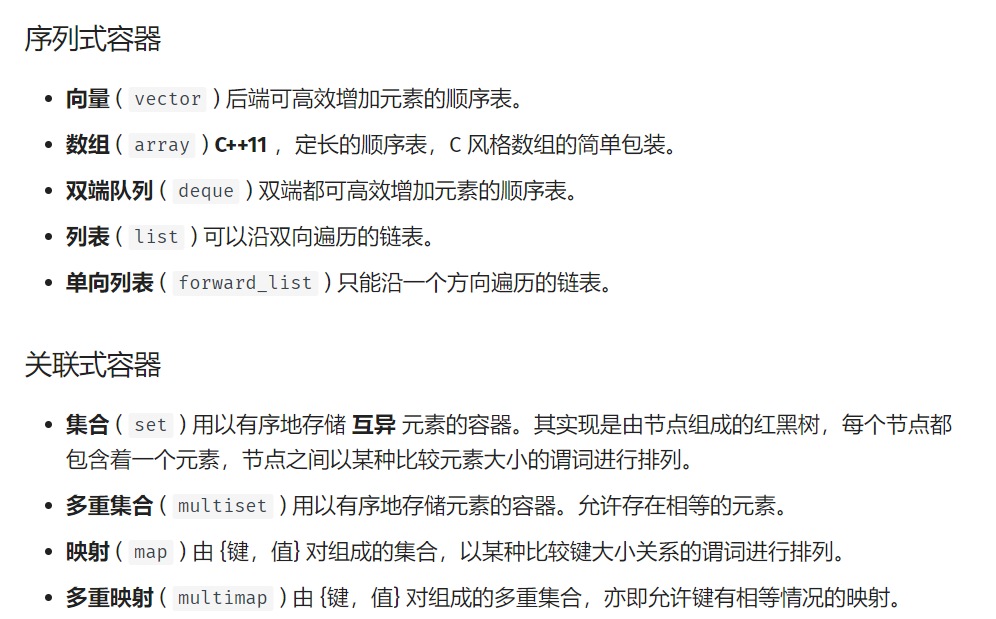 序列式容器
向量 ( vector ) 后端可高效增加元素的顺序表。
数组 ( array ) C++11 ，定长的顺序表，C 风格数组的简单包装。
双端队列 ( deque ) 双端都可高效增加元素的顺序表。
列表 ( list ) 可以沿双向遍历的链表。
单向列表 ( forward_list ) 只能沿一个方向遍历的链表。
关联式容器
集合 ( set ) 用以有序地存储 互异 元素的容器。其实现是由节点组成的红黑树，每个节点都
包含着一个元素，节点之间以某种比较元素大小的谓词进行排列。
多重集合 ( multiset ) 用以有序地存储元素的容器。允许存在相等的元素。
映射 ( map ) 由 {键，值} 对组成的集合，以某种比较键大小关系的谓词进行排列。
多重映射 ( multimap ) 由 {键，值} 对组成的多重集合，亦即允许键有相等情况的映射。